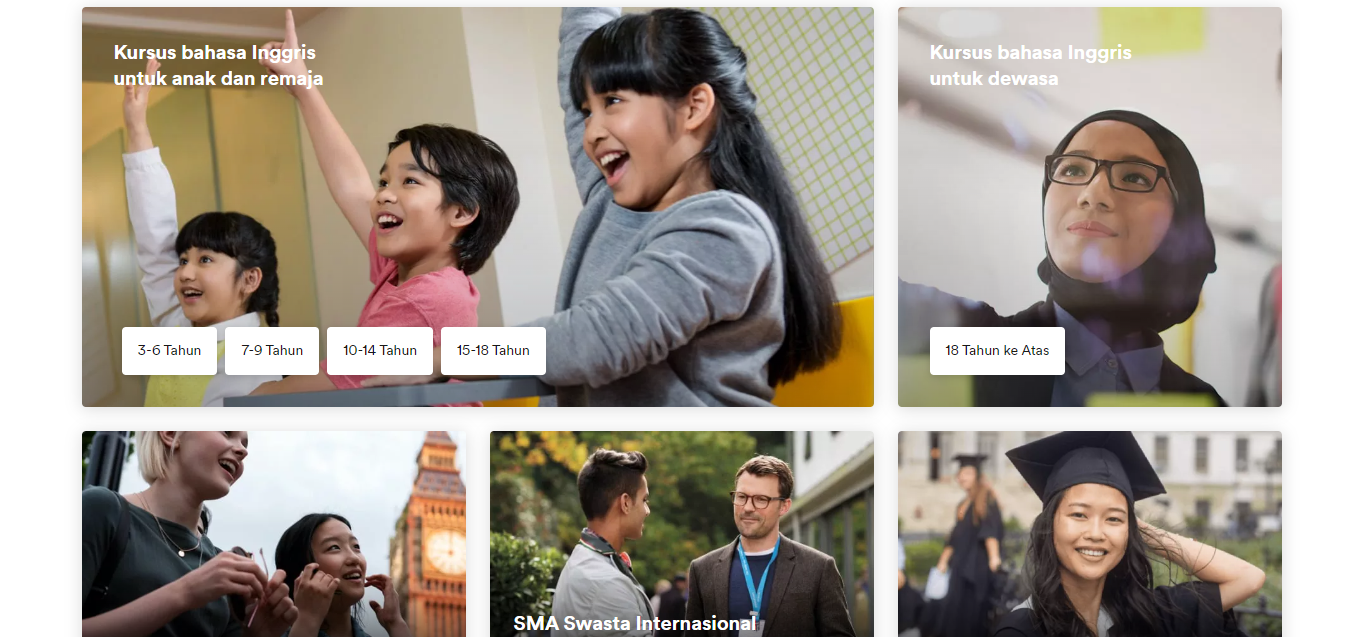 Kursus bahasa Inggris
untuk anak dan remaja
3-6 Tahun
7-9 Tahun
10-14 Tahun
15-18 Tahun
Kursus bahasa Inggris
untuk dewasa
18 Tahun ke Atas
SMA Swasta Internasional